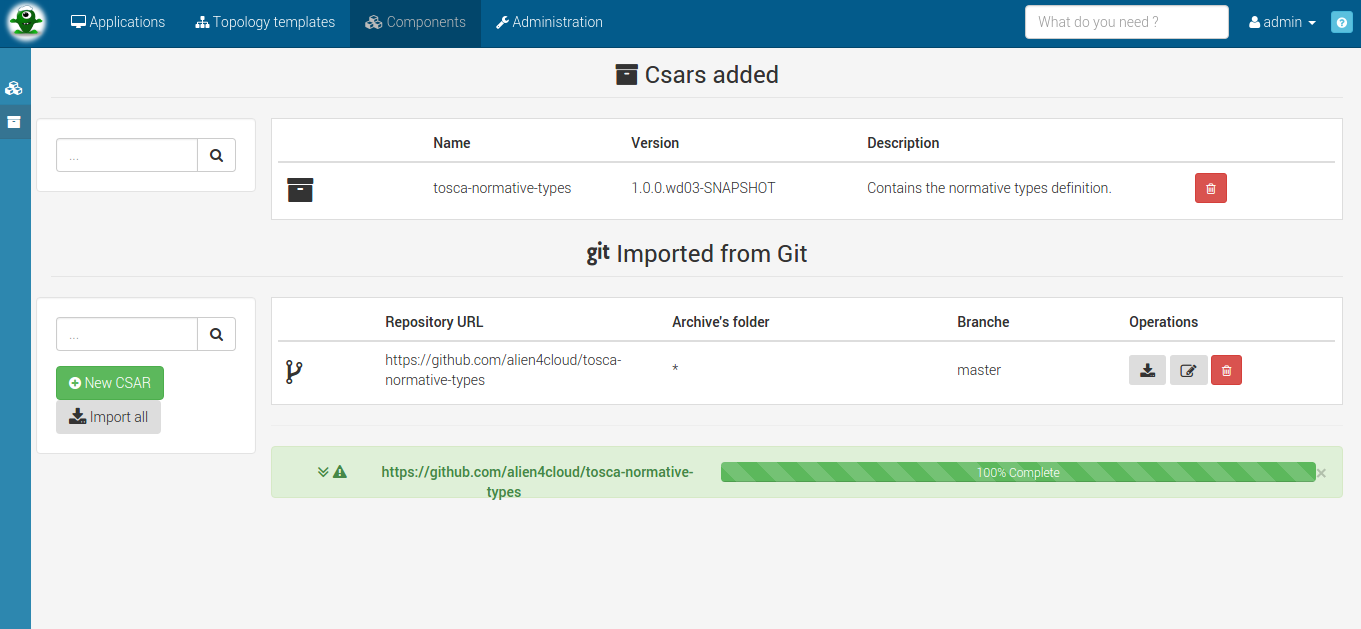 Applications Topology templates Components Administration What do you need ? admin
Csars added
...
Name Version Description
tosca-normative-types 1.0.0.wd03-SNAPSHOT Contains the normative types definition.
git Imported from Git
...
New CSAR
Import all
Repository URL Archive's folder Branche Operations
https://github.com/alien4cloud/tosca-
normative-types
* master
https://github.com/alien4cloud/tosca-normative-
types
100% Complete ×